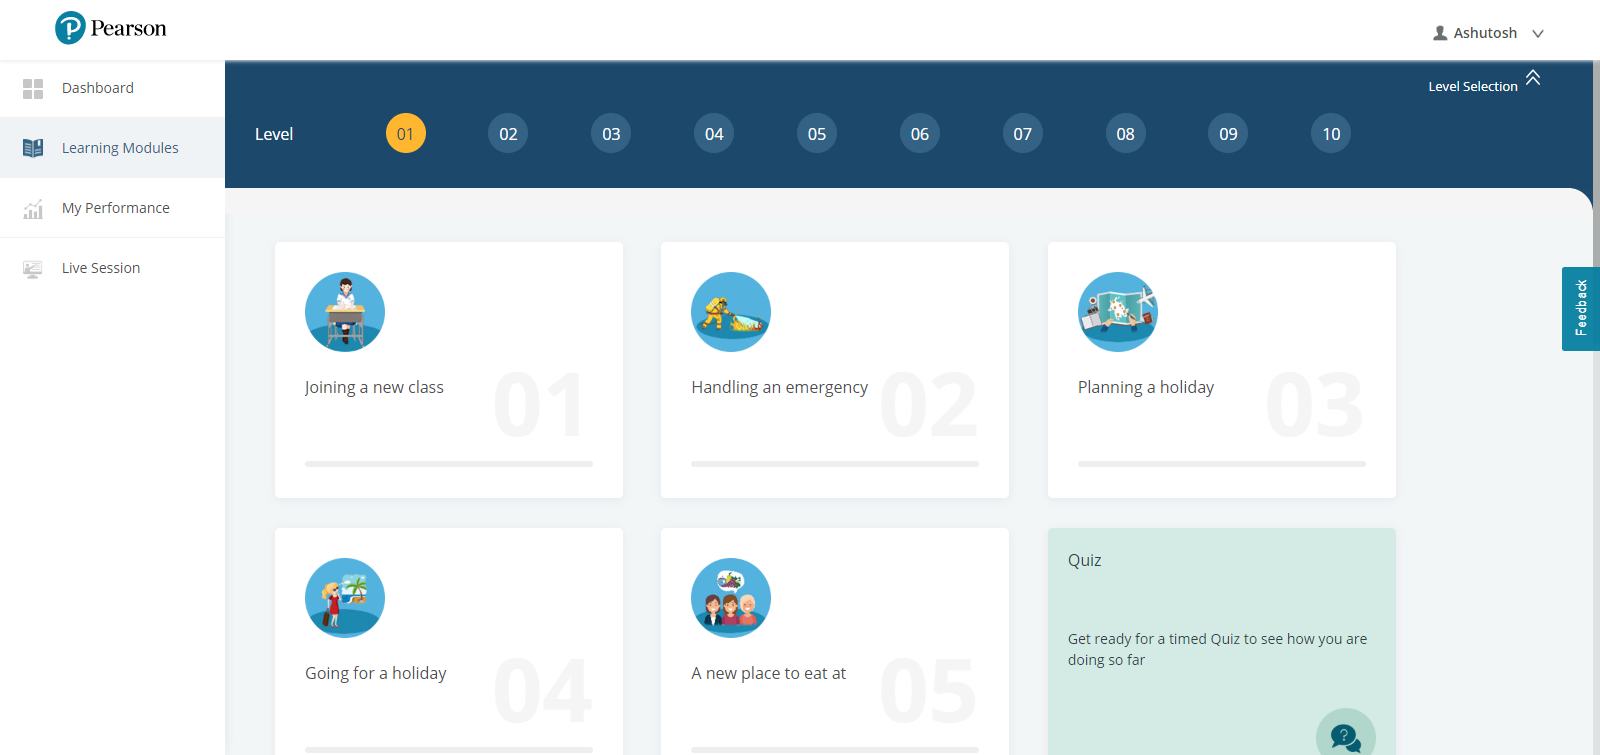 Pearson
Ashutosh
Dashboard
Learning Modules
My Performance
Live Session
Level Selection
Level 01 02 03 04 05 06 07 08 09 10
Joining a new class 01
Handling an emergency 02
Planning a holiday 03
Feedback
Going for a holiday 04
A new place to eat at 05
Quiz
Get ready for a timed Quiz to see how you are
doing so far
?